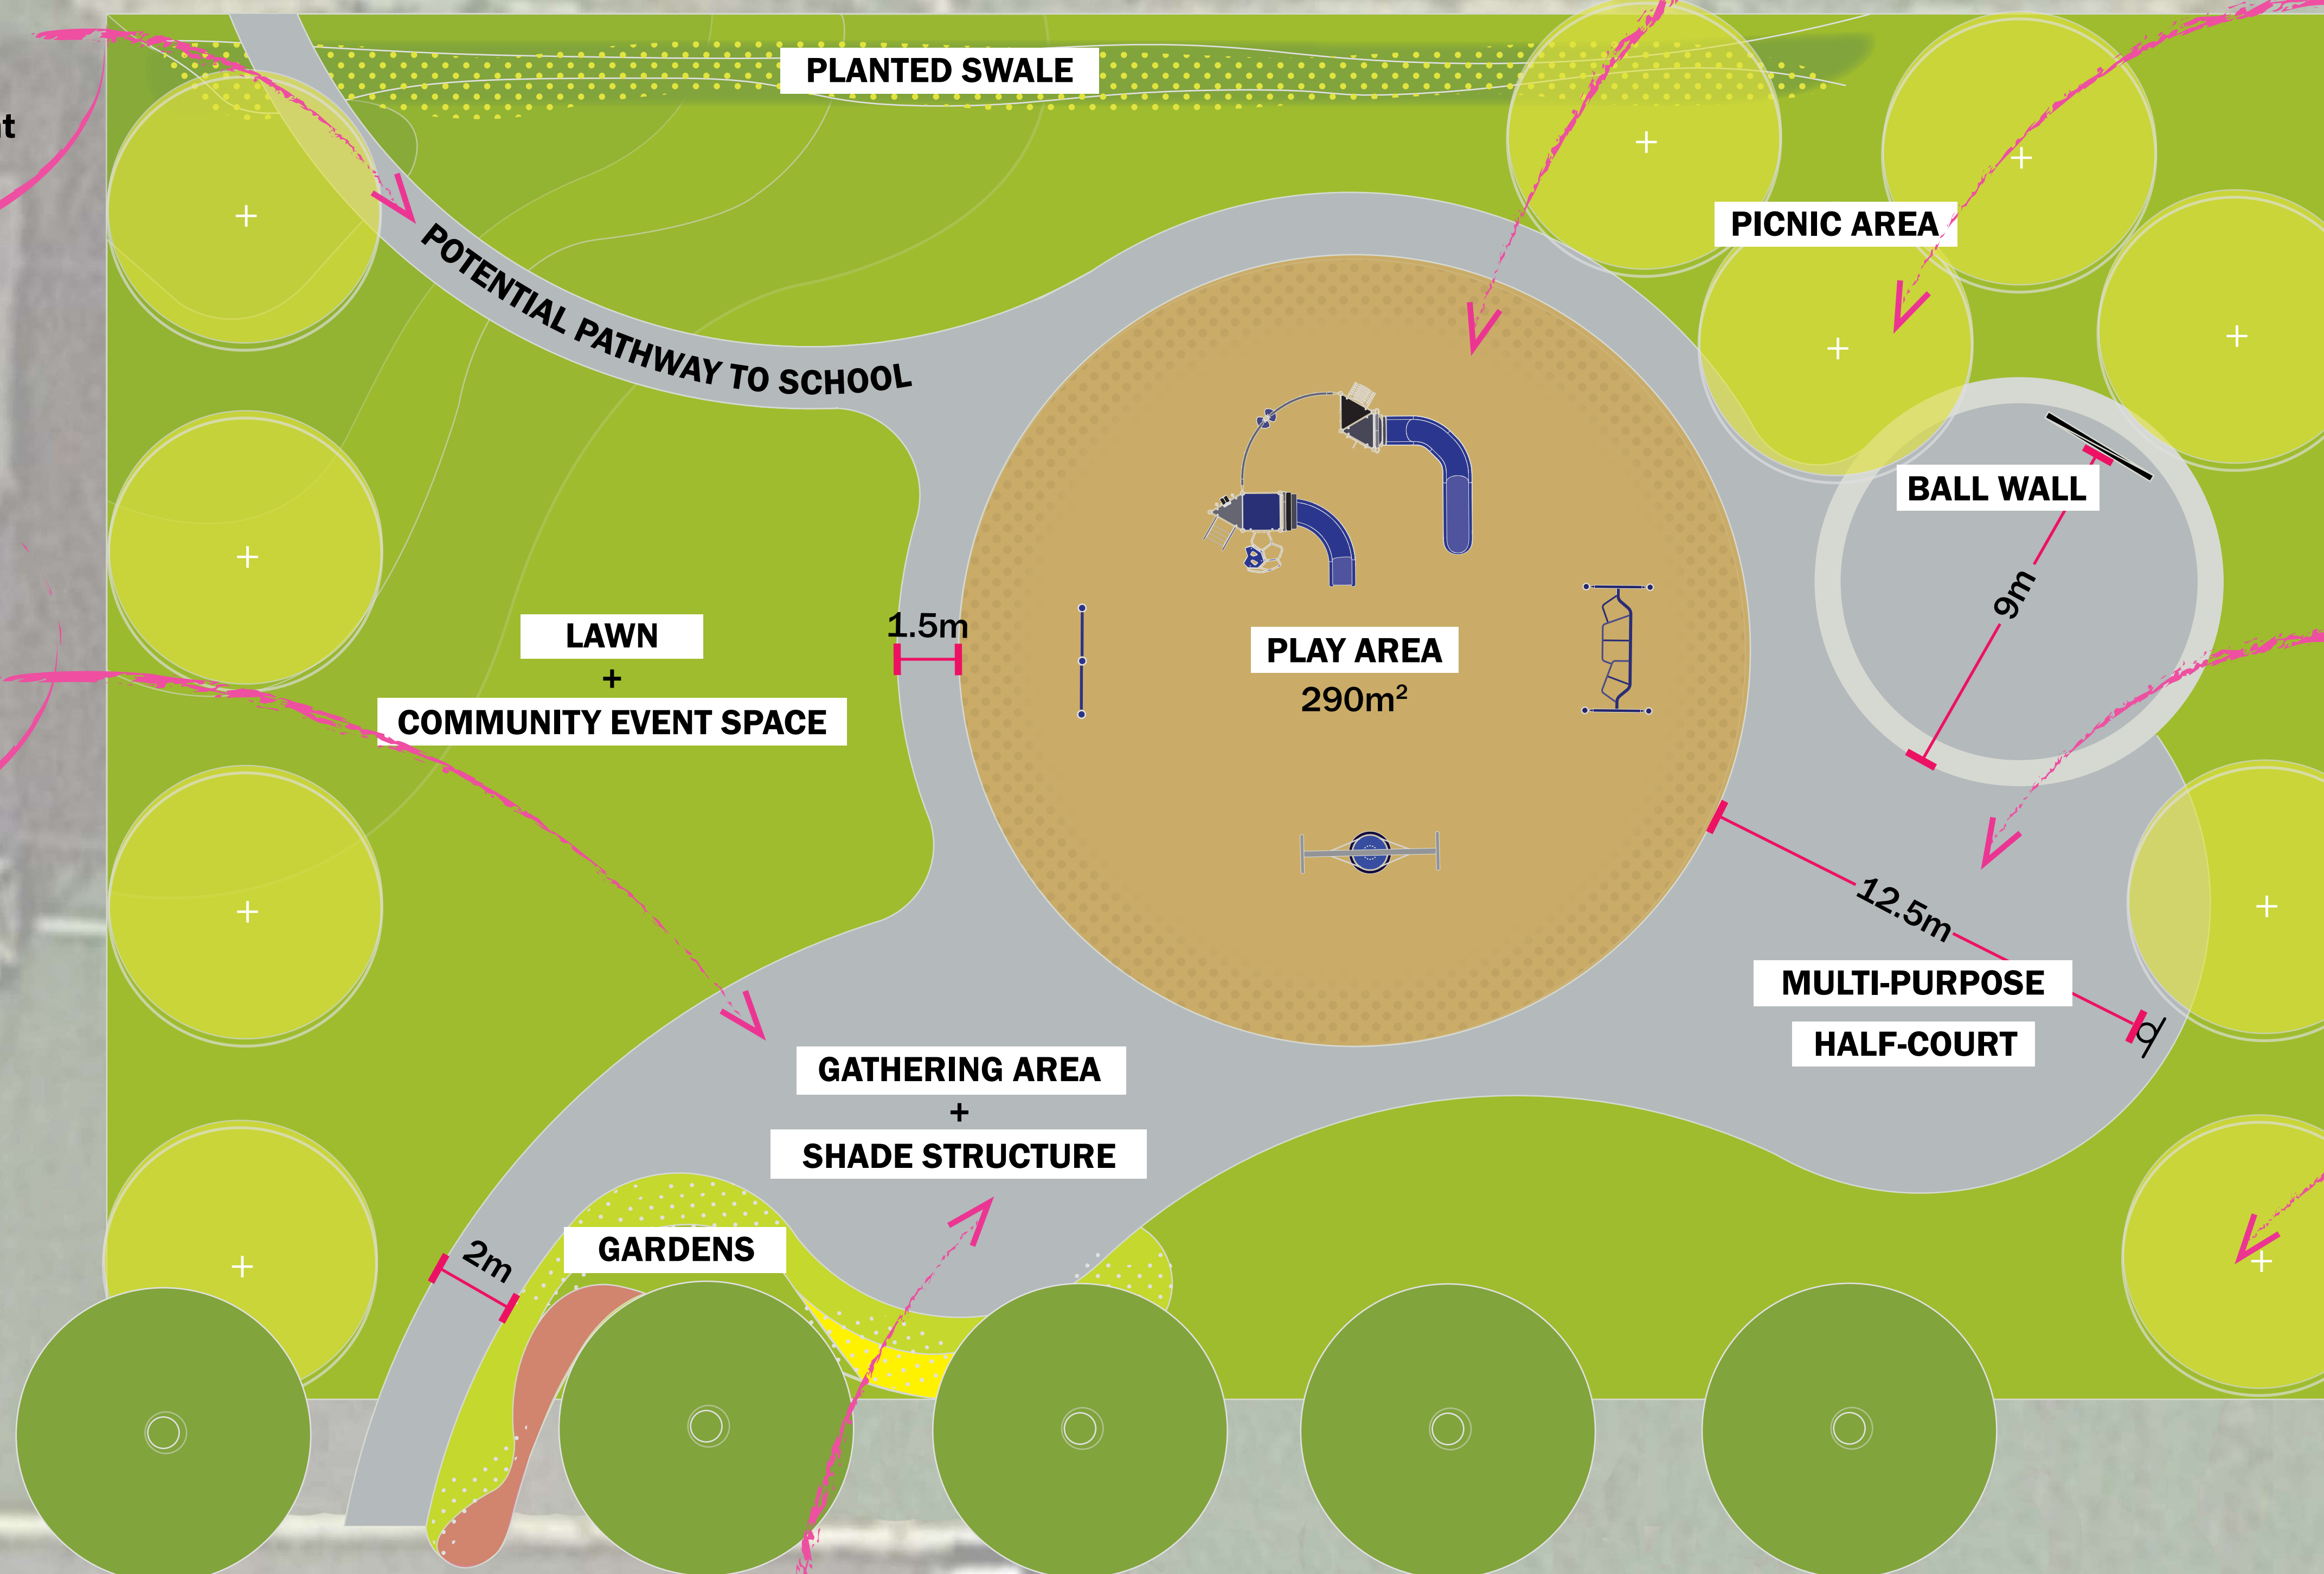 PLANTED SWALE
PICNIC AREA
POTENTIAL PATHWAY TO SCHOOL
BALL WALL
9m
LAWN
+
COMMUNITY EVENT SPACE
1.5m
PLAY AREA
290m²
12.5m
MULTI-PURPOSE
HALF-COURT
GATHERING AREA
+
SHADE STRUCTURE
GARDENS
2m